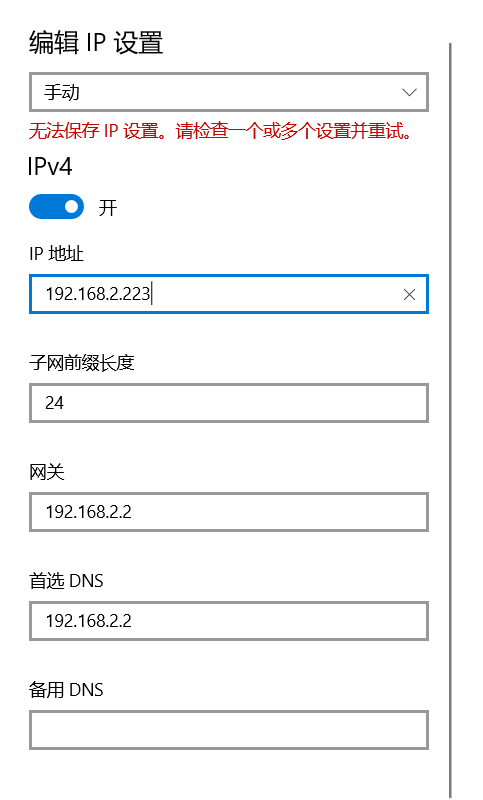 编辑 IP 设置
手动
无法保存 IP 设置。请检查一个或多个设置并重试。
IPv4
开
IP 地址
192.168.2.223
子网前缀长度
24
网关
192.168.2.2
首选 DNS
192.168.2.2
备用 DNS